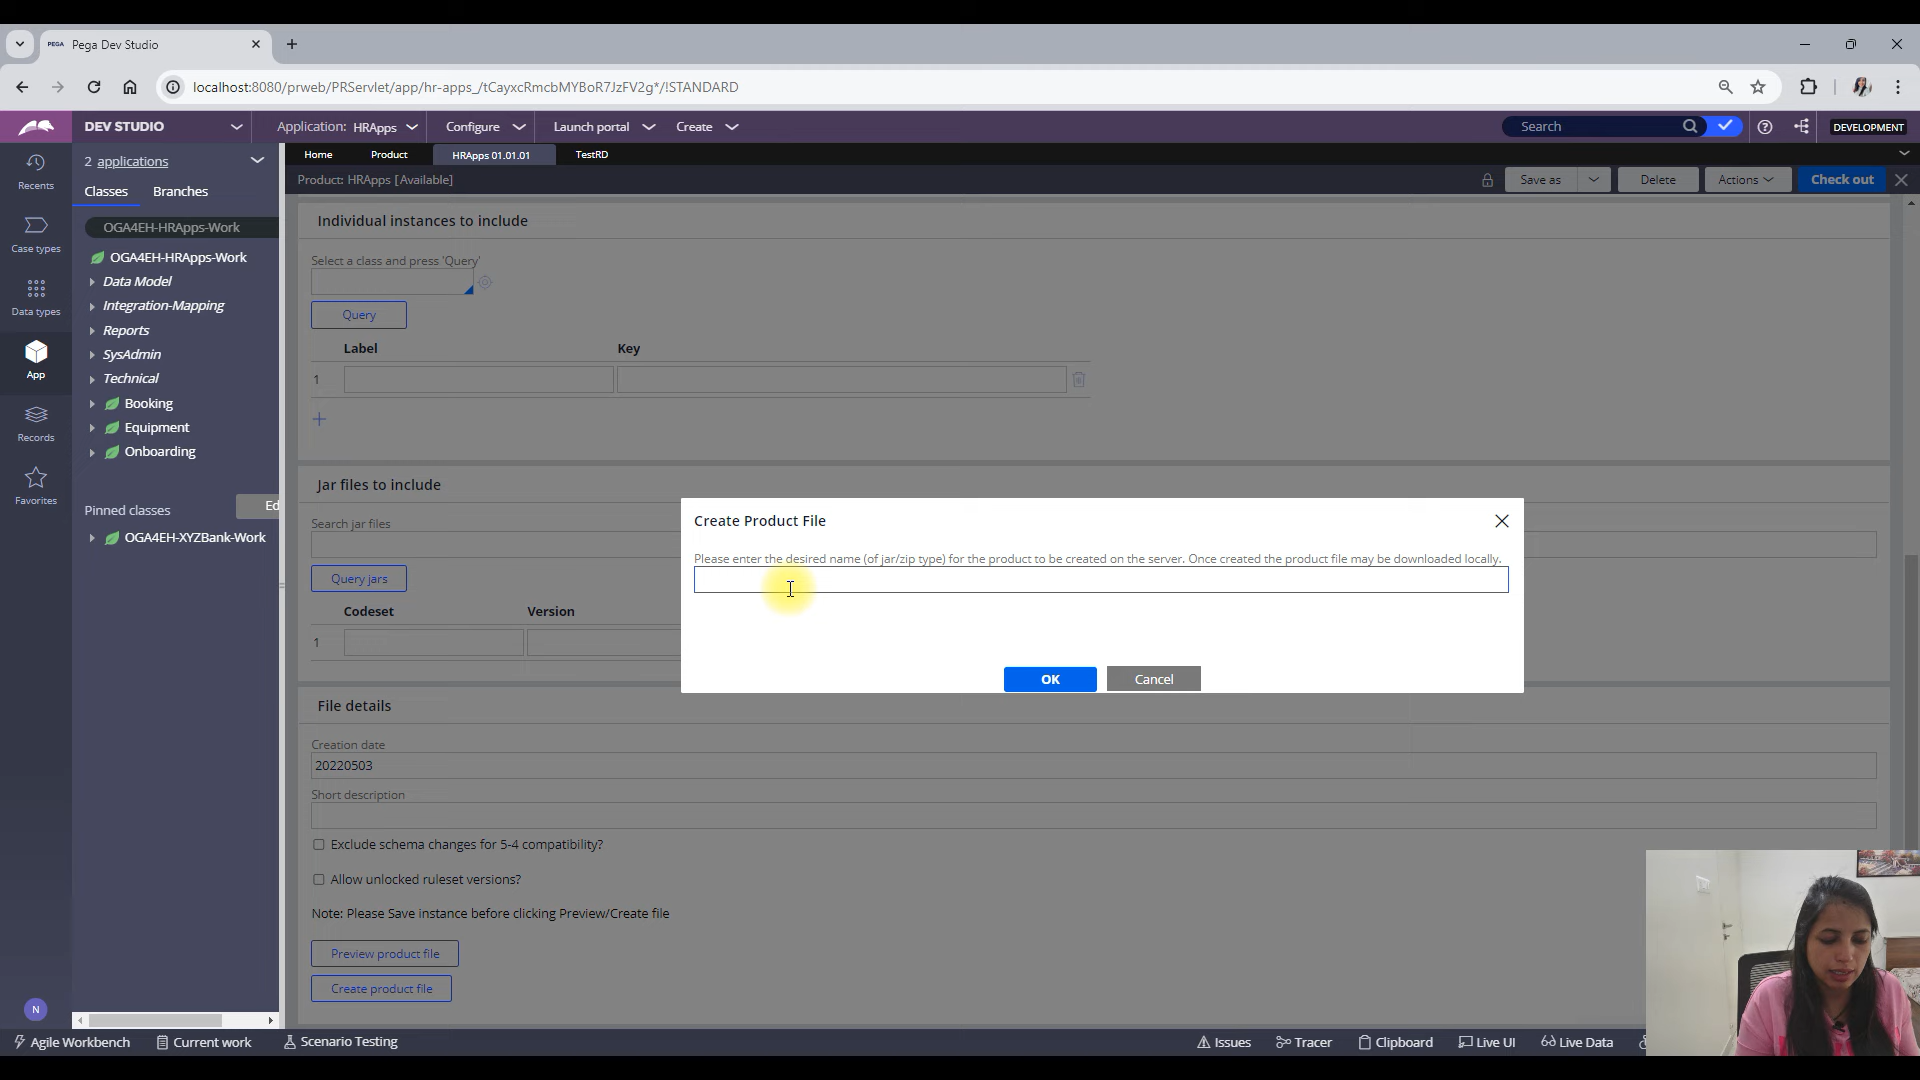 PEGA Pega Dev Studio
localhost:8080/prweb/PRServlet/app/hr-apps_/tCayxcRmcbMYBoR7JzFV2g*/!STANDARD
DEV STUDIO
Application: HRApps
Configure
Launch portal
Create
Search
DEVELOPMENT
Recents
Case types
Data types
App
Records
Favorites
N
2 applications
Classes
Branches
OGA4EH-HRApps-Work
OGA4EH-HRApps-Work
Data Model
Integration-Mapping
Reports
SysAdmin
Technical
Booking
Equipment
Onboarding
Pinned classes
Ed
OGA4EH-XYZBank-Work
Home
Product
HRApps 01.01.01
TestRD
Product: HRApps [Available]
Save as
Delete
Actions
Check out
Individual instances to include
Select a class and press 'Query'
Query
Label
Key
1
Jar files to include
Search jar files
Query jars
Codeset
Version
1
Create Product File
Please enter the desired name (of jar/zip type) for the product to be created on the server. Once created the product file may be downloaded locally.
OK
Cancel
File details
Creation date
20220503
Short description
Exclude schema changes for 5-4 compatibility?
Allow unlocked ruleset versions?
Note: Please Save instance before clicking Preview/Create file
Preview product file
Create product file
Agile Workbench
Current work
Scenario Testing
Issues
Tracer
Clipboard
Live UI
Live Data